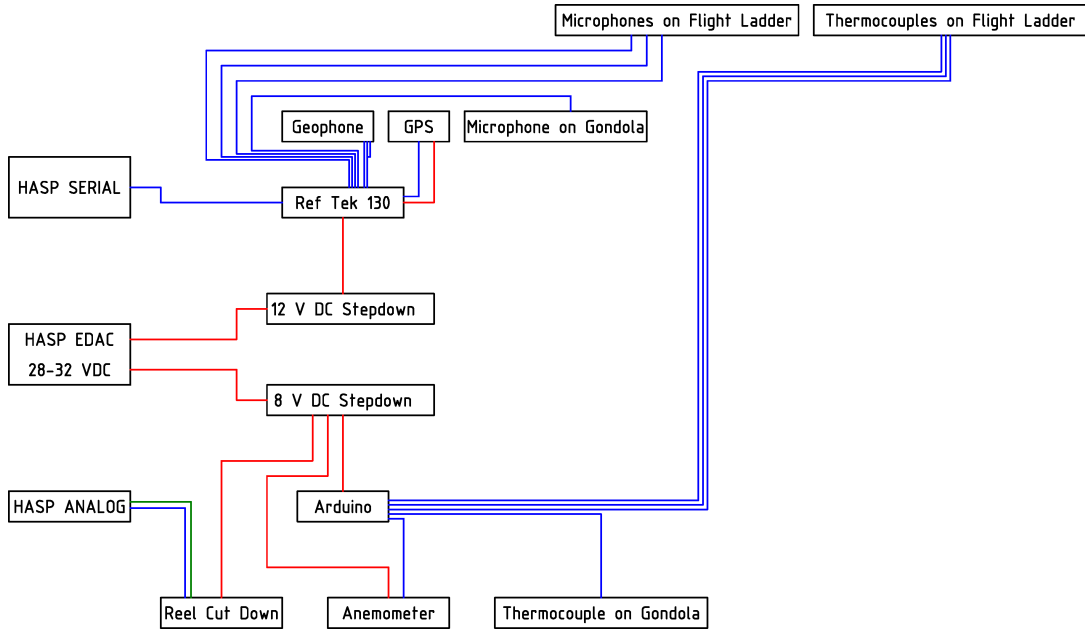 Microphones on Flight Ladder
Thermocouples on Flight Ladder
Geophone
GPS
Microphone on Gondola
HASP SERIAL
Ref Tek 130
12 V DC Stepdown
HASP EDAC
28-32 VDC
8 V DC Stepdown
HASP ANALOG
Arduino
Reel Cut Down
Anemometer
Thermocouple on Gondola